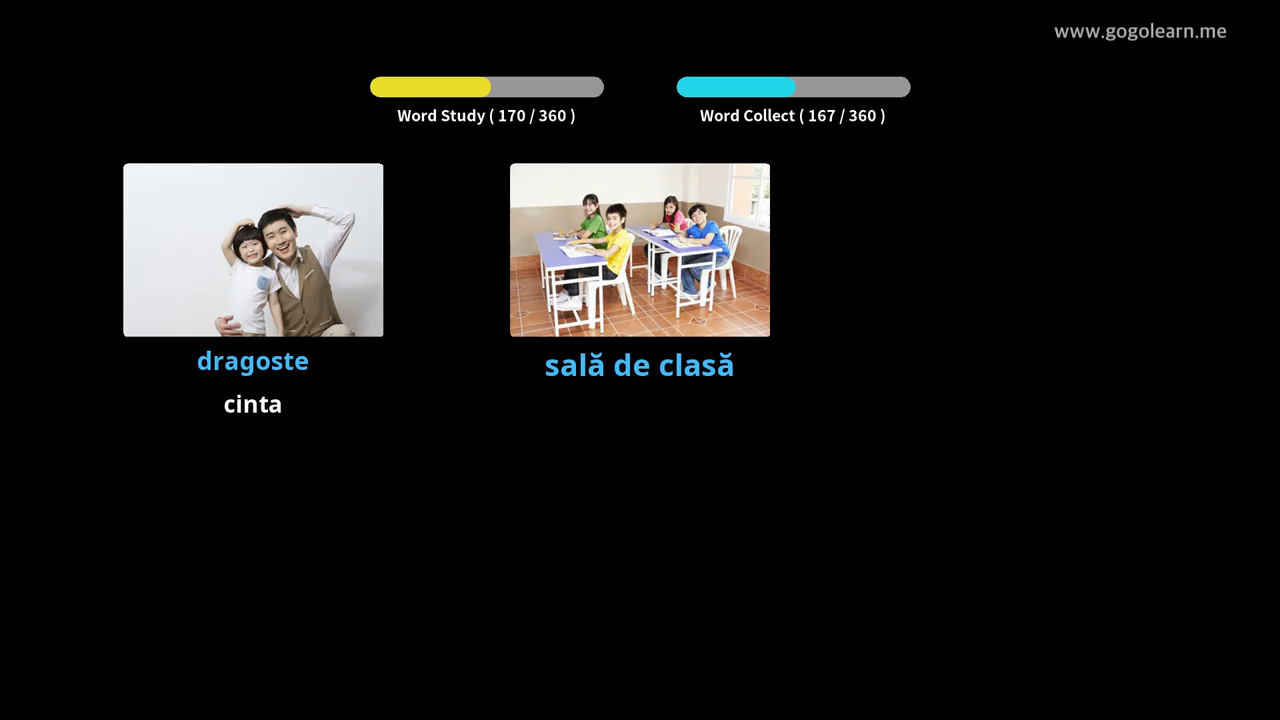 www.gogolearn.me
Word Study ( 170 / 360 )
Word Collect ( 167 / 360 )
dragoste
cinta
sală de clasă